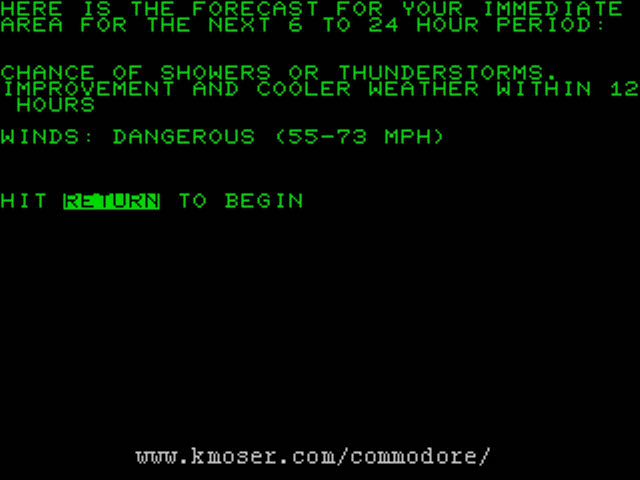 HERE IS THE FORECAST FOR YOUR IMMEDIATE
AREA FOR THE NEXT 6 TO 24 HOUR PERIOD:
CHANCE OF SHOWERS OR THUNDERSTORMS.
IMPROVEMENT AND COOLER WEATHER WITHIN 12
HOURS
WINDS: DANGEROUS (55-73 MPH)
HIT RETURN TO BEGIN
www.kmoser.com/commodore/